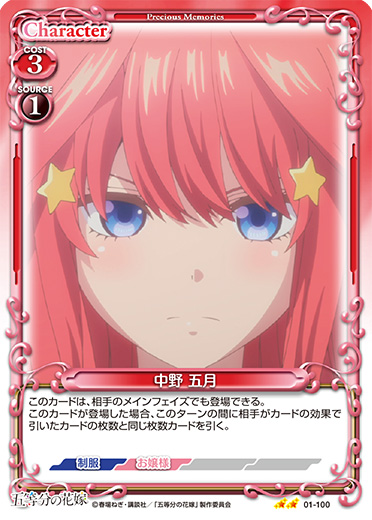 Precious Memories
Character
COST
3
SOURCE
1
中野 五月
このカードは、相手のメインフェイズでも登場できる。
このカードが登場した場合、このターンの間に相手がカードの効果で
引いたカードの枚数と同じ枚数カードを引く。
制服 お嬢様
五等分の花嫁 ©春場ねぎ・講談社/「五等分の花嫁」製作委員会 01-100